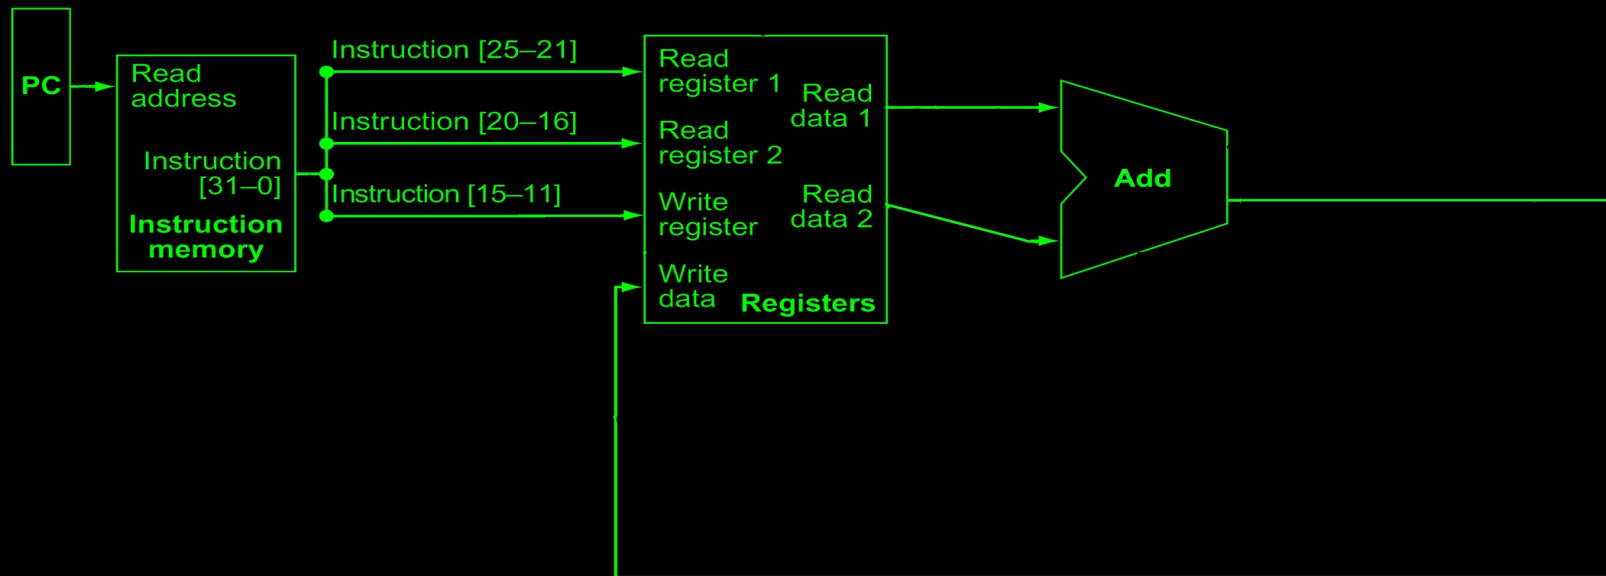 PC
Read
address
Instruction
[31–0]
Instruction
memory
Instruction [25–21]
Instruction [20–16]
Instruction [15–11]
Read
register 1
Read
register 2
Write
register
Write
data
Read
data 1
Read
data 2
Registers
Add